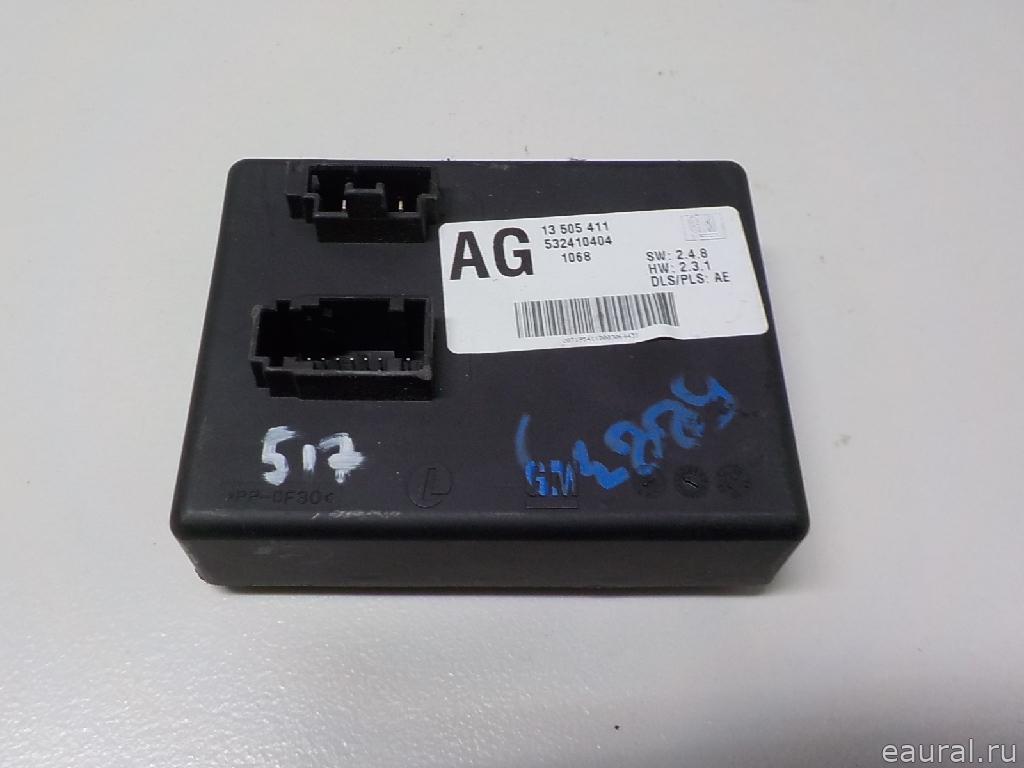 AG
13 505 411
532410404
1068
SW: 2.4.8
HW: 2.3.1
DLS/PLS: AE
517
GM
eaural.ru